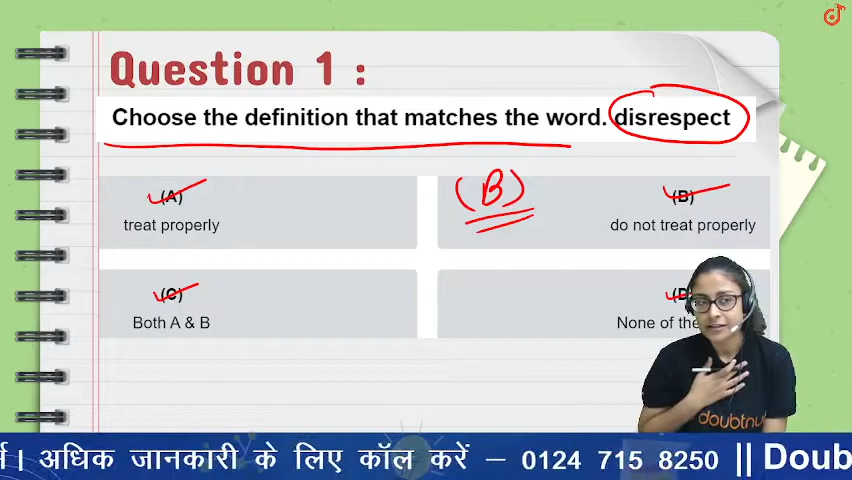 Question 1 :
Choose the definition that matches the word. disrespect
(A)
(B)
(B)
treat properly
do not treat properly
(C)
(D
Both A & B
None of the
doubtnu
। अधिक जानकारी के लिए कॉल करें – 0124 715 8250 || Doub